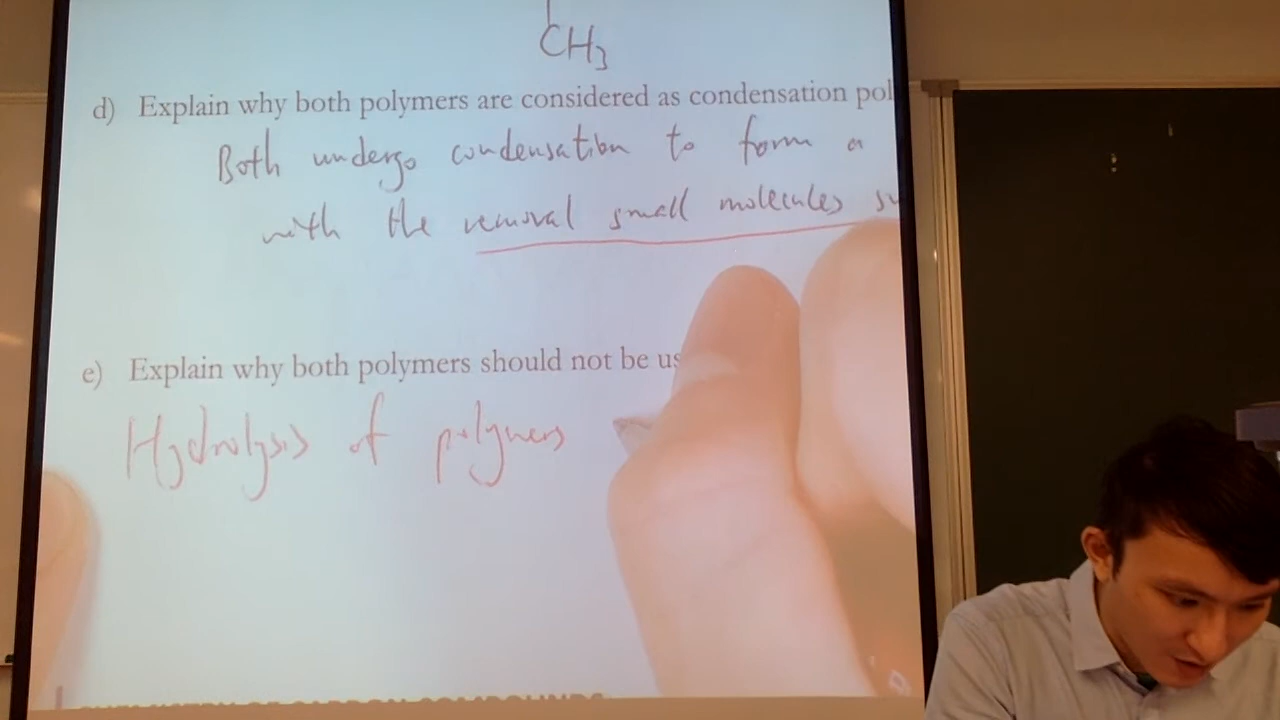 CH3
d) Explain why both polymers are considered as condensation pol
Both undergo condensation to form a
with the removal small molecules su
e) Explain why both polymers should not be us
Hydrolysis of polymers